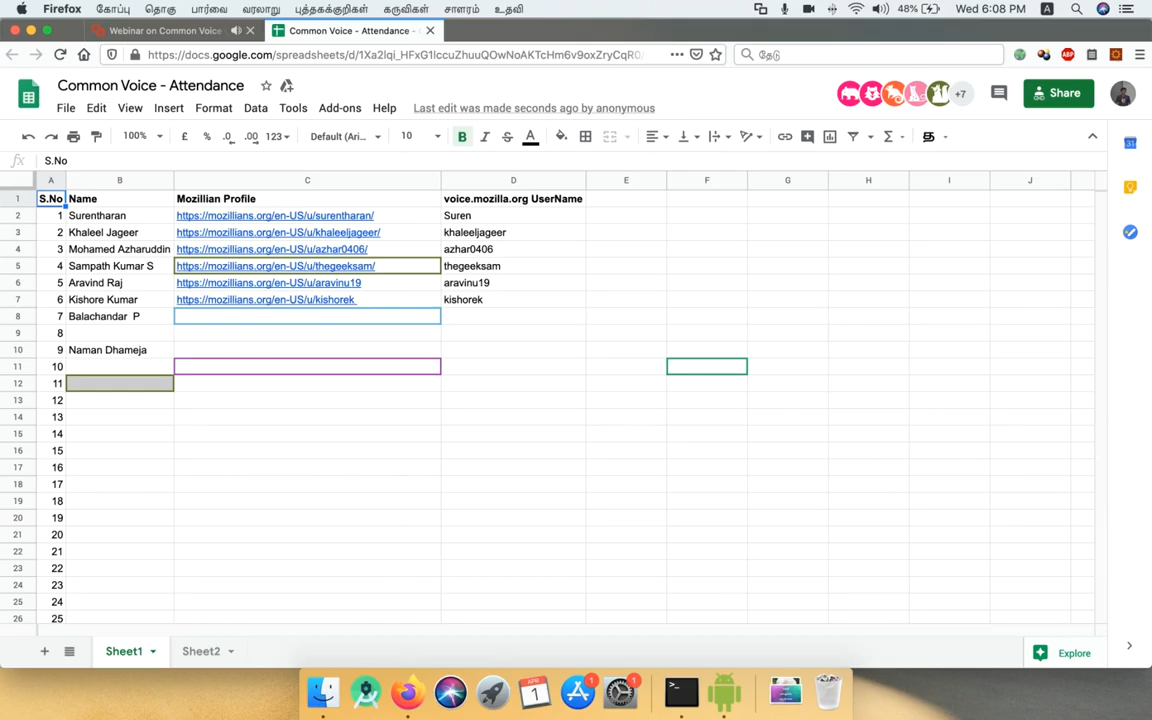 Firefox கோப்பு தொகு பார்வை வரலாறு புத்தகக்குறிகள் கருவிகள் சாளரம் உதவி 48% Wed 6:08 PM A
Webinar on Common Voice
Common Voice - Attendance -
https://docs.google.com/spreadsheets/d/1Xa2lqi_HFxG1IccuZhuuQOwNoAKTcHm6v9oxZryCqR0/ தேடு ABP
Common Voice - Attendance +7 Share
File Edit View Insert Format Data Tools Add-ons Help Last edit was made seconds ago by anonymous
100% £ % .0 .00 123 Default (Ari... 10 B I S A Σ
fx S.No
A B C D E F G H I J
1 S.No Name Mozillian Profile voice.mozilla.org UserName
2 1 Surentharan https://mozillians.org/en-US/u/surentharan/ Suren
3 2 Khaleel Jageer https://mozillians.org/en-US/u/khaleeljageer/ khaleeljageer
4 3 Mohamed Azharuddin https://mozillians.org/en-US/u/azhar0406/ azhar0406
5 4 Sampath Kumar S https://mozillians.org/en-US/u/thegeeksam/ thegeeksam
6 5 Aravind Raj https://mozillians.org/en-US/u/aravinu19 aravinu19
7 6 Kishore Kumar https://mozillians.org/en-US/u/kishorek kishorek
8 7 Balachandar P
9 8
10 9 Naman Dhameja
11 10
12 11
13 12
14 13
15 14
16 15
17 16
18 17
19 18
20 19
21 20
22 21
23 22
24 23
25 24
26 25
Sheet1 Sheet2 Explore
APR 1 1 1
31